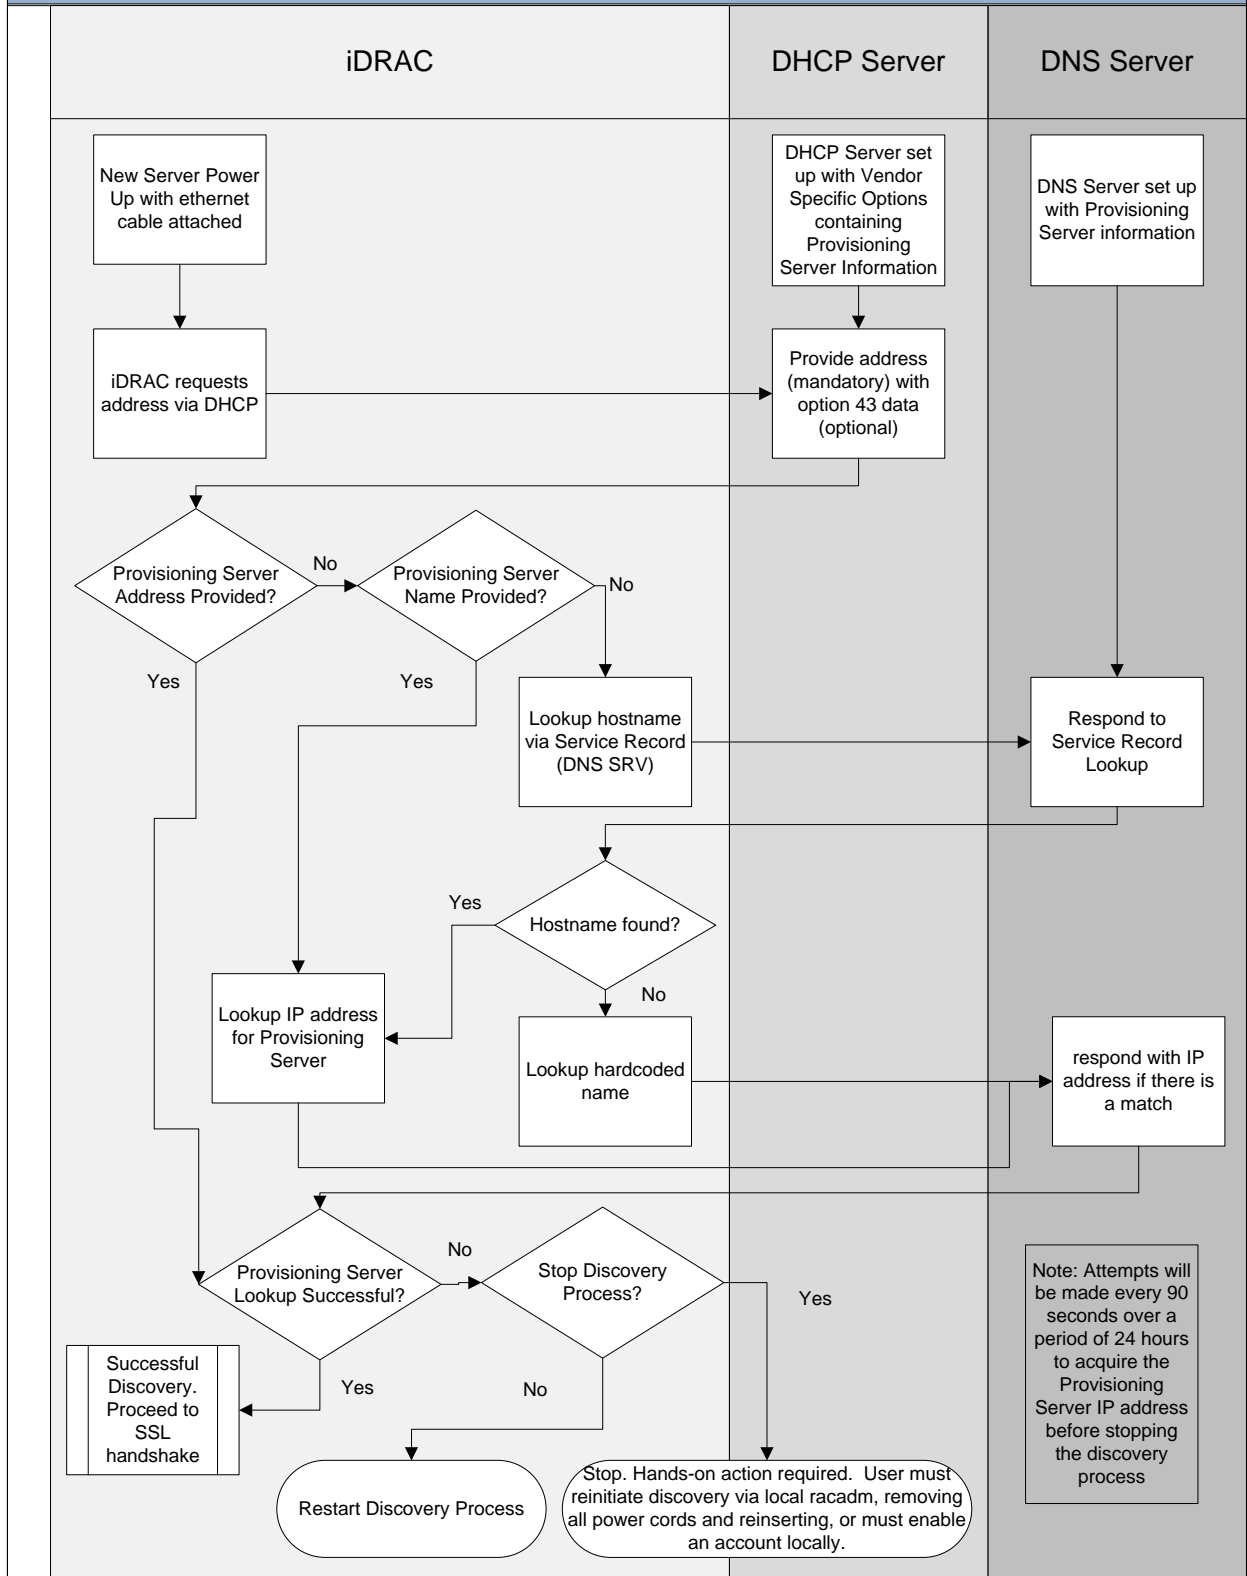 iDRAC
DHCP Server
DNS Server
New Server Power
Up with ethernet
cable attached
DHCP Server set
up with Vendor
Specific Options
containing
Provisioning
Server Information
DNS Server set up
with Provisioning
Server information
iDRAC requests
address via DHCP
Provide address
(mandatory) with
option 43 data
(optional)
Provisioning Server
Address Provided?
No
Provisioning Server
Name Provided?
No
Yes
Yes
Lookup hostname
via Service Record
(DNS SRV)
Respond to
Service Record
Lookup
Hostname found?
Yes
No
Lookup IP address
for Provisioning
Server
Lookup hardcoded
name
respond with IP
address if there is
a match
Provisioning Server
Lookup Successful?
No
Stop Discovery
Process?
Yes
Note: Attempts will
be made every 90
seconds over a
period of 24 hours
to acquire the
Provisioning
Server IP address
before stopping
the discovery
process
Successful
Discovery.
Proceed to
SSL
handshake
Yes
No
Restart Discovery Process
Stop. Hands-on action required. User must
reinitiate discovery via local racadm, removing
all power cords and reinserting, or must enable
an account locally.